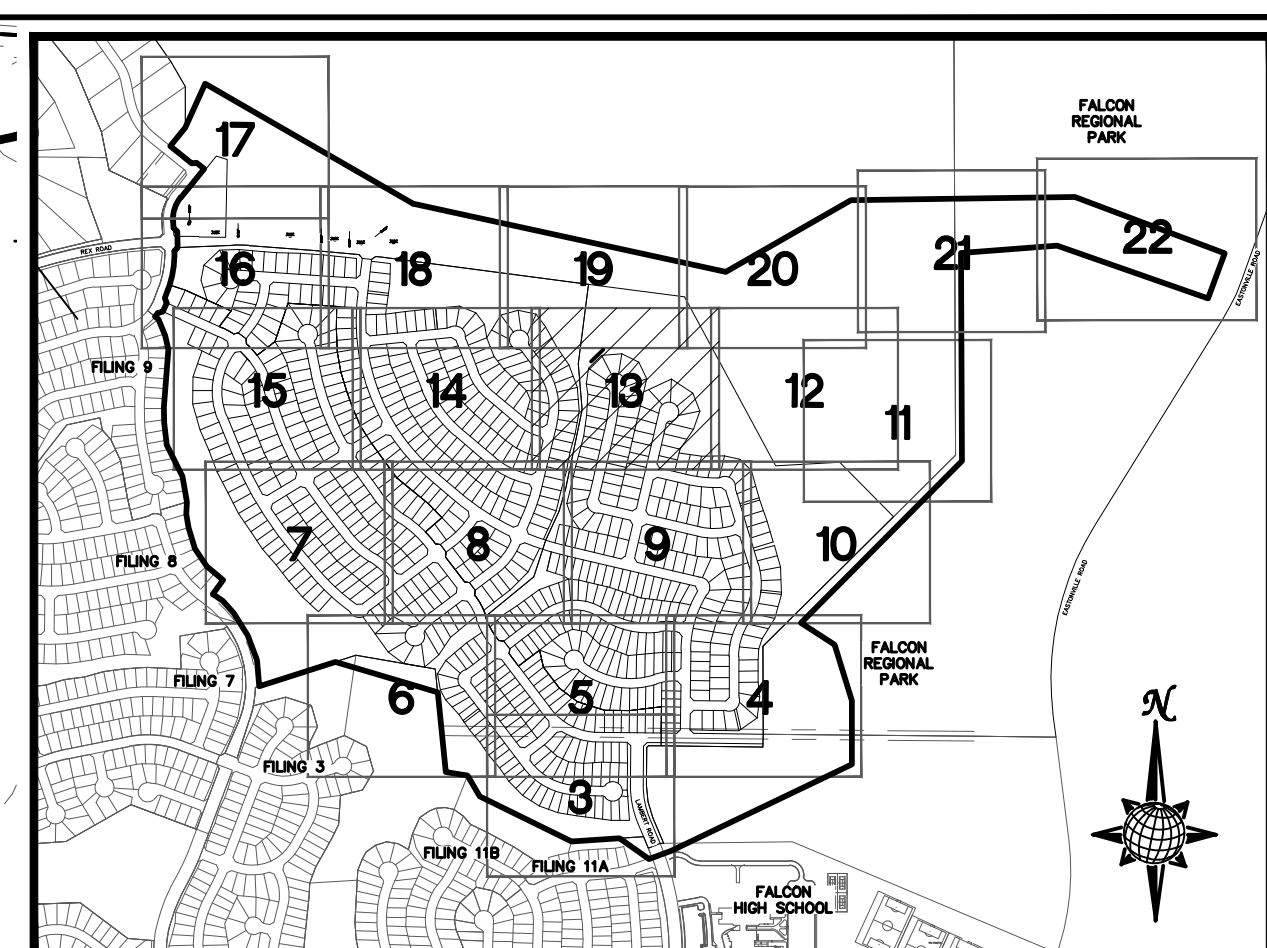 FALCON
REGIONAL
PARK
17
22
21
REX ROAD
16
18
19
20
EASTONVILLE ROAD
FILING 9
15
14
13
12
11
7
8
9
10
FILING 8
EASTONVILLE ROAD
FALCON
REGIONAL
PARK
FILING 7
6
5
4
N
FILING 3
3
LAMBERT ROAD
FILING 11B
FILING 11A
FALCON
HIGH SCHOOL